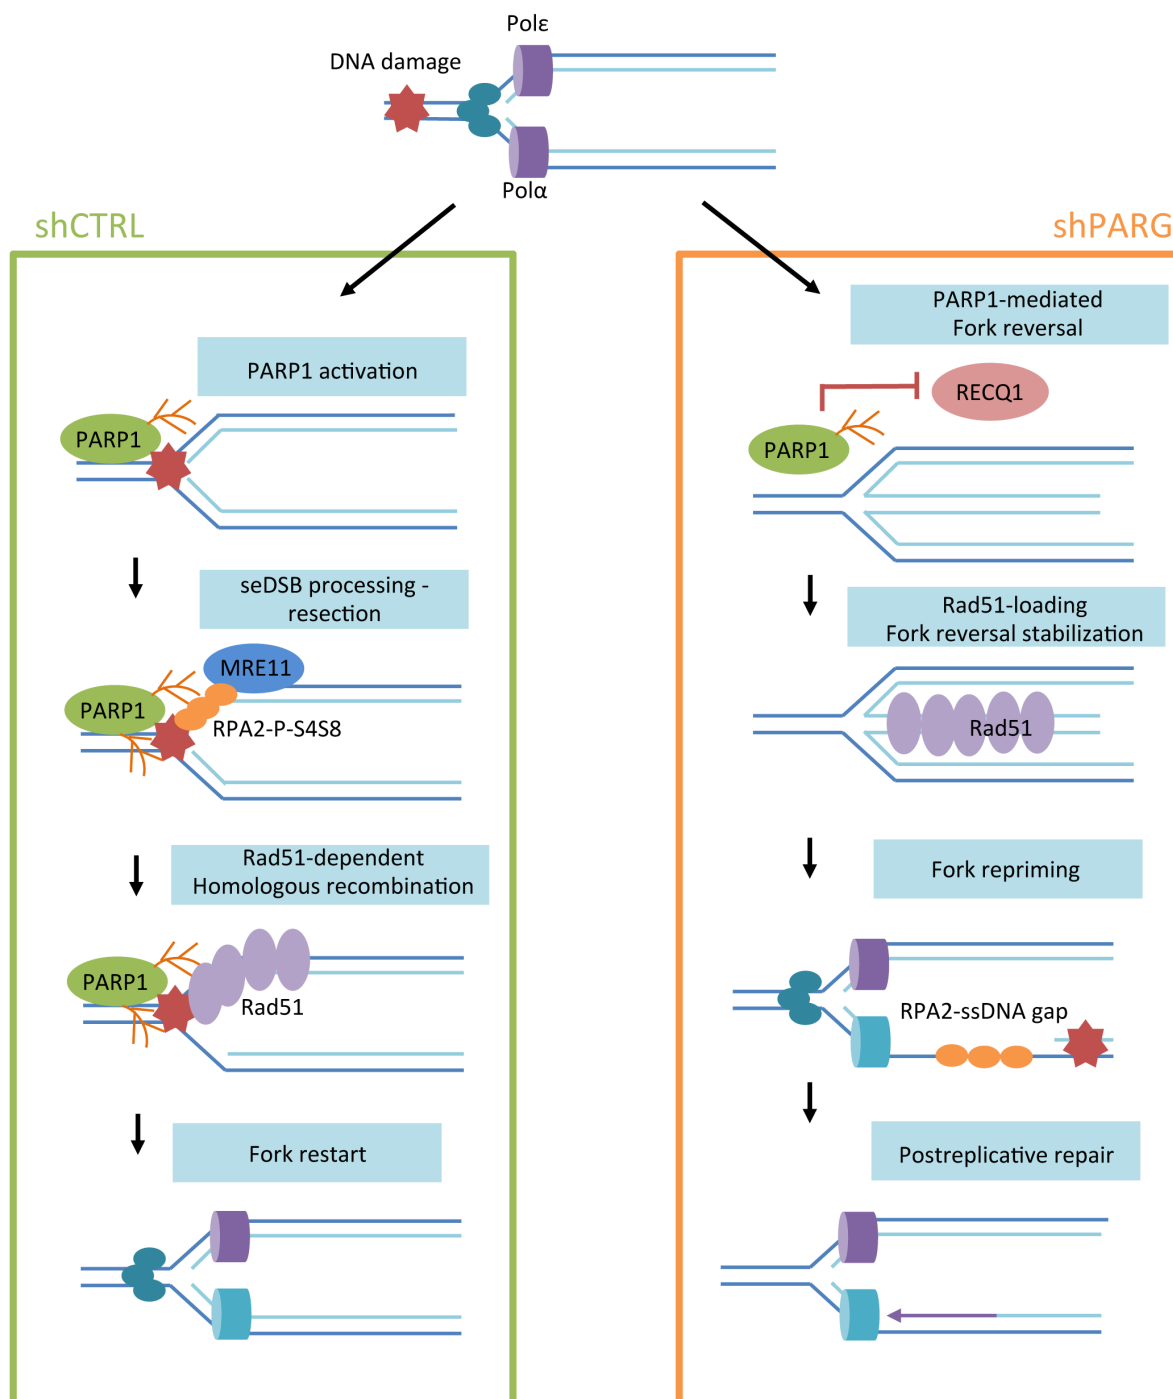 Polε
DNA damage
Polα
shCTRL
PARP1 activation
PARP1
seDSB processing -
resection
MRE11
PARP1
RPA2-P-S4S8
Rad51-dependent
Homologous recombination
PARP1
Rad51
Fork restart
shPARG
PARP1-mediated
Fork reversal
RECQ1
PARP1
Rad51-loading
Fork reversal stabilization
Rad51
Fork repriming
RPA2-ssDNA gap
Postreplicative repair